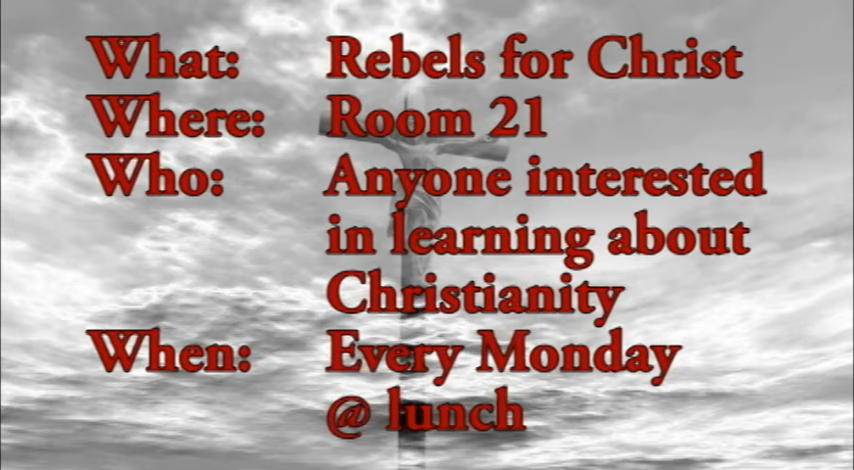 What: Rebels for Christ
Where: Room 21
Who: Anyone interested
in learning about
Christianity
When: Every Monday
@ lunch